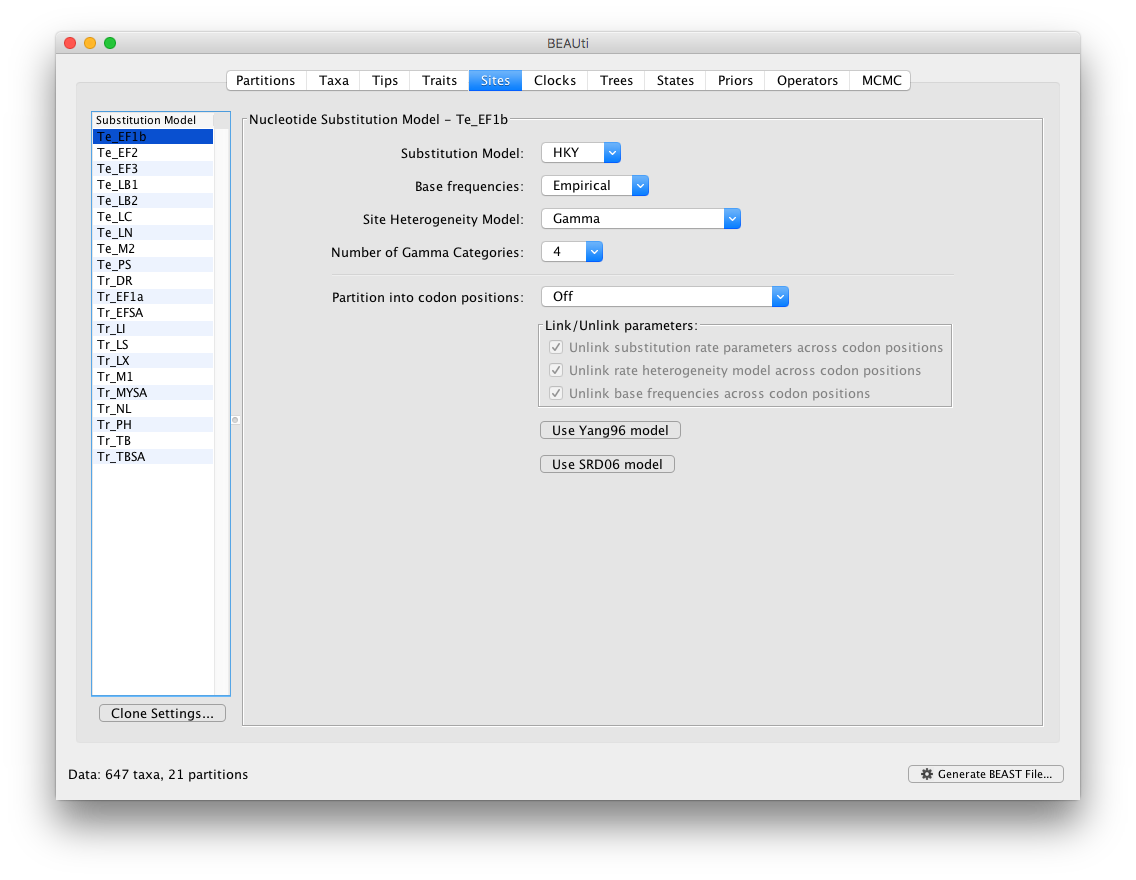 BEAUti
Partitions Taxa Tips Traits Sites Clocks Trees States Priors Operators MCMC
Substitution Model
Te_EF1b
Te_EF2
Te_EF3
Te_LB1
Te_LB2
Te_LC
Te_LN
Te_M2
Te_PS
Tr_DR
Tr_EF1a
Tr_EFSA
Tr_LI
Tr_LS
Tr_LX
Tr_M1
Tr_MYSA
Tr_NL
Tr_PH
Tr_TB
Tr_TBSA
Clone Settings...
Nucleotide Substitution Model – Te_EF1b
Substitution Model: HKY
Base frequencies: Empirical
Site Heterogeneity Model: Gamma
Number of Gamma Categories: 4
Partition into codon positions: Off
Link/Unlink parameters:
Unlink substitution rate parameters across codon positions
Unlink rate heterogeneity model across codon positions
Unlink base frequencies across codon positions
Use Yang96 model
Use SRD06 model
Data: 647 taxa, 21 partitions
Generate BEAST File...